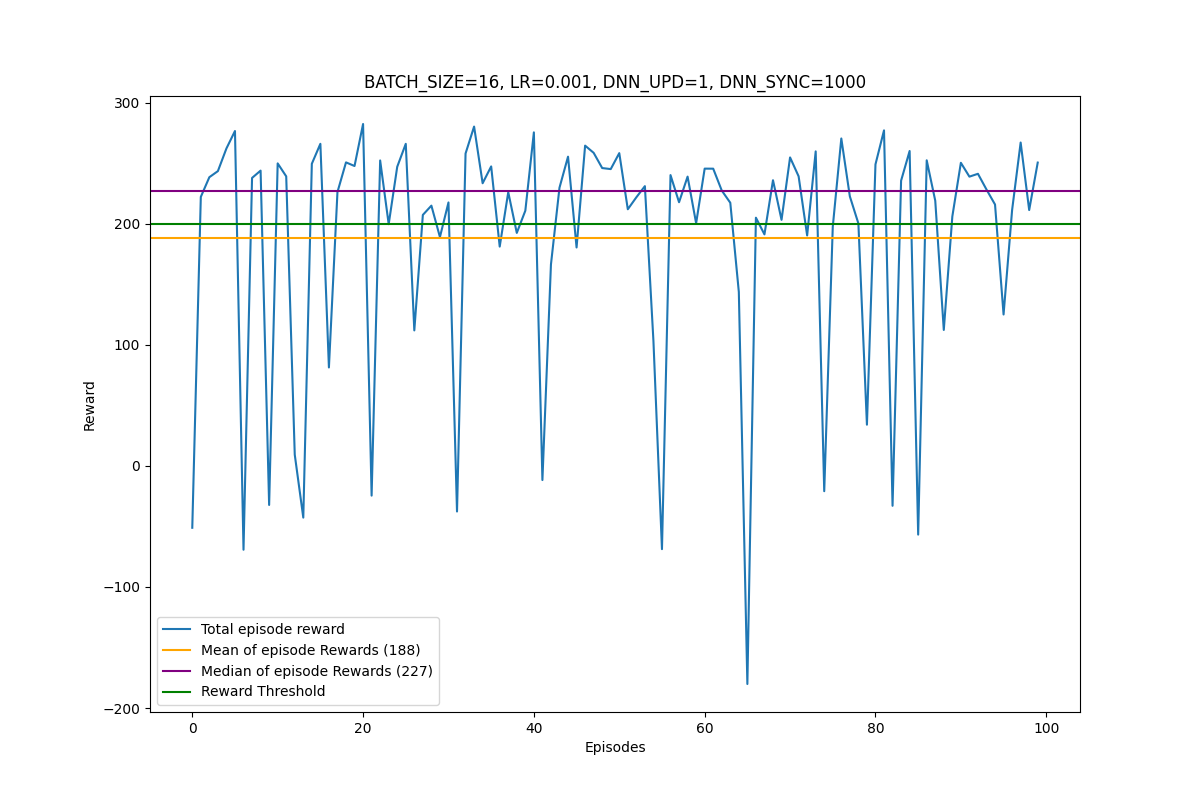 BATCH_SIZE=16, LR=0.001, DNN_UPD=1, DNN_SYNC=1000
300
200
100
0
−100
−200
Reward
Total episode reward
Mean of episode Rewards (188)
Median of episode Rewards (227)
Reward Threshold
0 20 40 60 80 100
Episodes